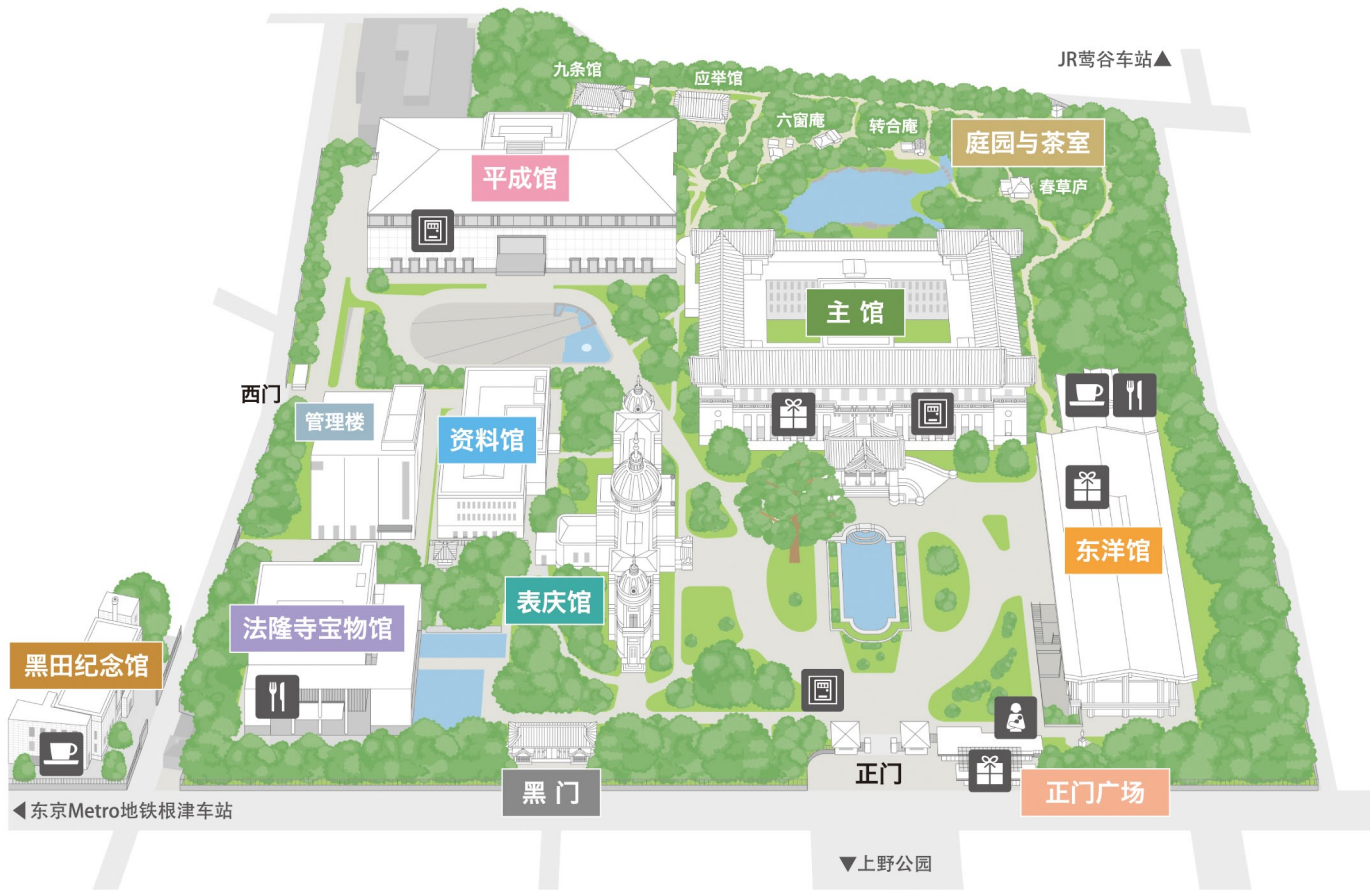 JR莺谷车站▲
九条馆
应举馆
六窗庵
转合庵
庭园与茶室
平成馆
春草庐
主 馆
西门
管理楼
资料馆
东洋馆
表庆馆
法隆寺宝物馆
黑田纪念馆
正门
黑 门
正门广场
◀东京Metro地铁根津车站
▼上野公园